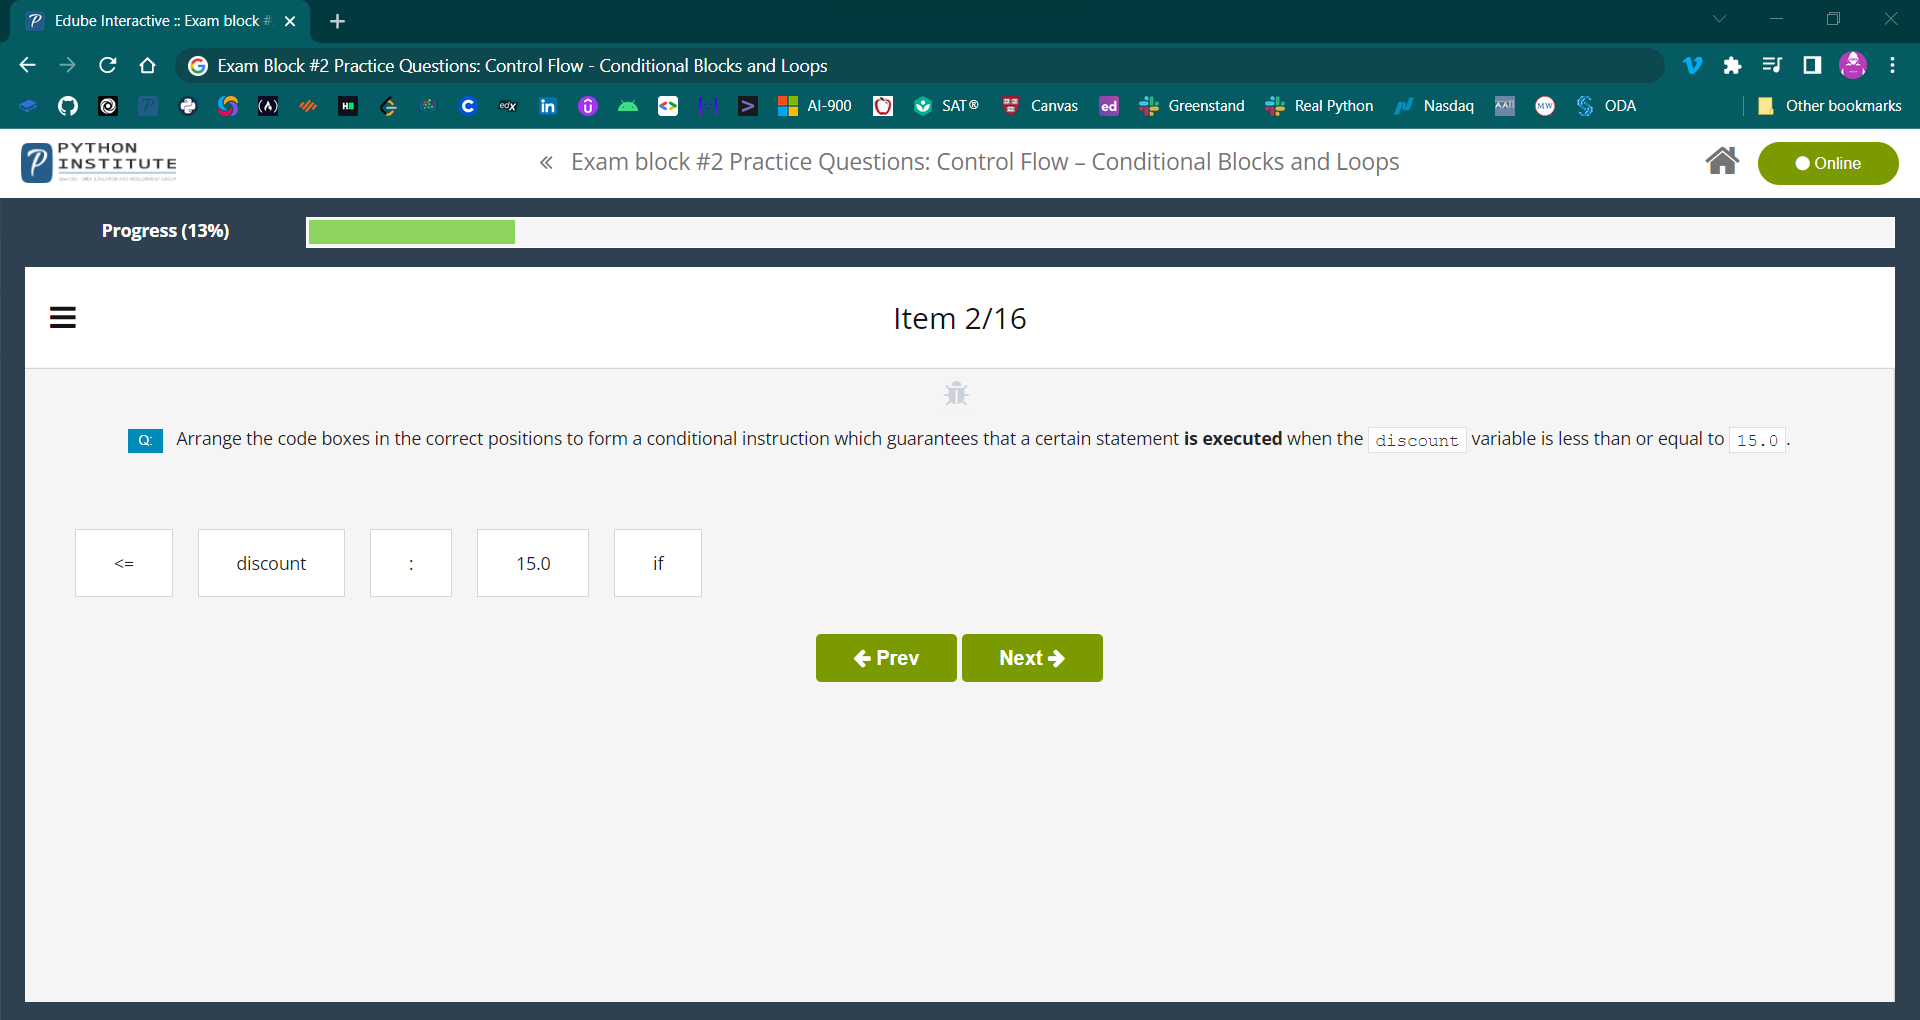 Edube Interactive :: Exam block #
Exam Block #2 Practice Questions: Control Flow - Conditional Blocks and Loops
AI-900 SAT® Canvas ed Greenstand Real Python Nasdaq MW ODA Other bookmarks
PYTHON
INSTITUTE
« Exam block #2 Practice Questions: Control Flow – Conditional Blocks and Loops
Online
Progress (13%)
Item 2/16
Q: Arrange the code boxes in the correct positions to form a conditional instruction which guarantees that a certain statement is executed when the discount variable is less than or equal to 15.0.
<= discount : 15.0 if
Prev Next